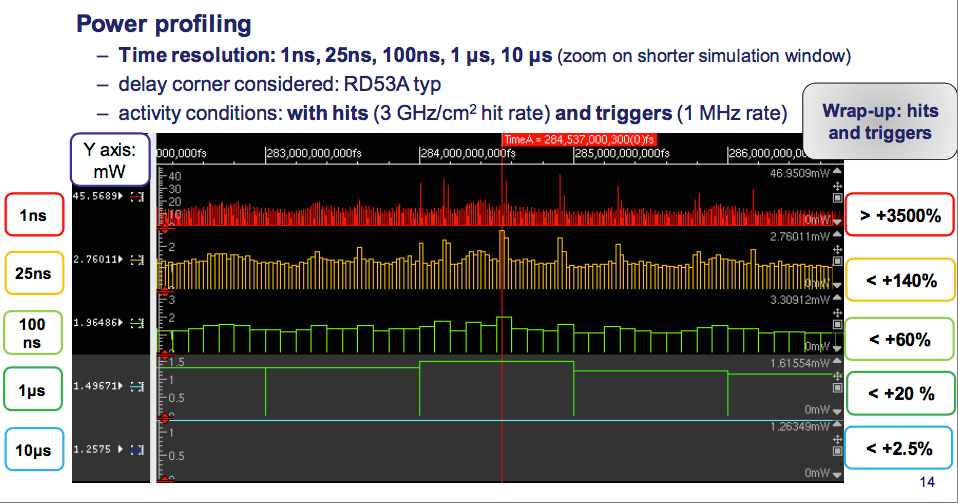 Power profiling
– Time resolution: 1ns, 25ns, 100ns, 1 µs, 10 µs (zoom on shorter simulation window)
– delay corner considered: RD53A typ
– activity conditions: with hits (3 GHz/cm² hit rate) and triggers (1 MHz rate)
Wrap-up: hits
and triggers
Y axis:
mW
TimeA = 284,537,000,300(0)fs
000,000fs
283,000,000,000fs
284,000,000,000fs
285,000,000,000fs
286,000,000,000fs
1ns
45.5689
40
30
20
10
46.9509mW
0mW
> +3500%
25ns
2.76011
2
2.76011mW
0mW
< +140%
100
ns
1.96486
3
2
3.30912mW
0mW
< +60%
1µs
1.49671
1.5
1
0.5
1.61554mW
0mW
< +20 %
10µs
1.2575
1
0.5
1.26349mW
0mW
< +2.5%
14